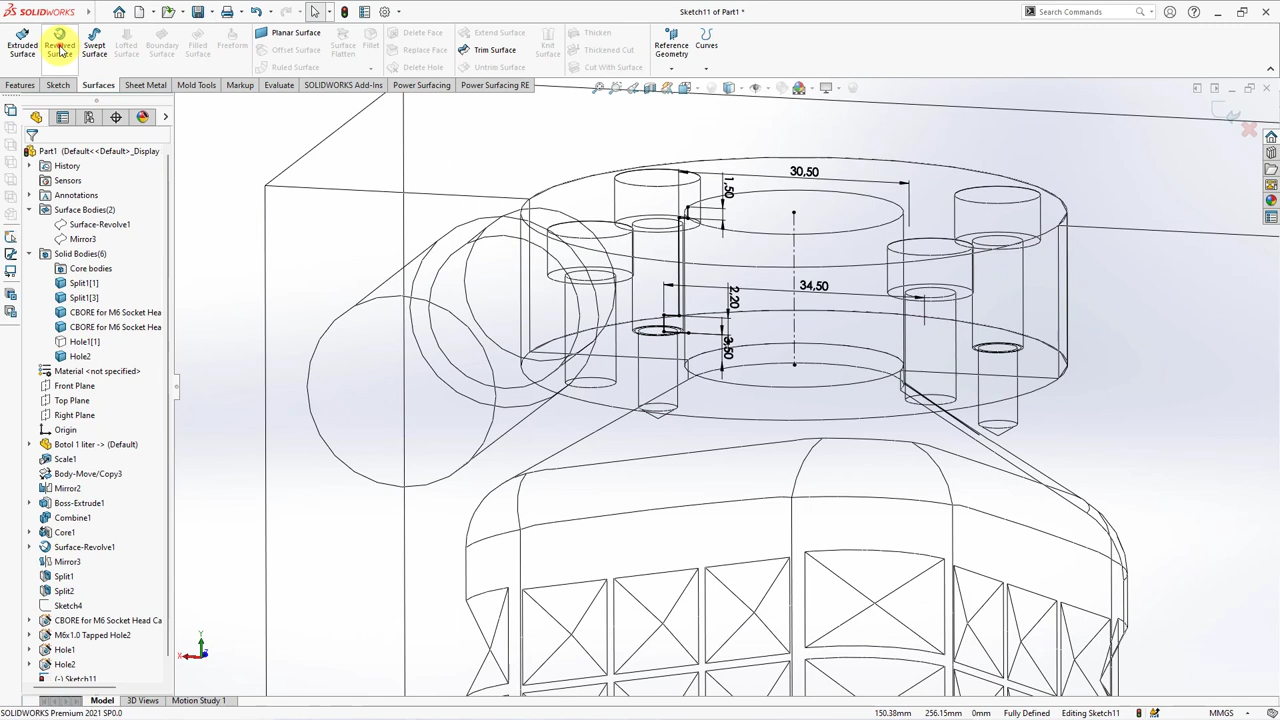 SOLIDWORKS
Sketch11 of Part1 *
Search Commands
Extruded Surface
Revolved Surface
Swept Surface
Lofted Surface
Boundary Surface
Filled Surface
Freeform
Planar Surface
Offset Surface
Ruled Surface
Surface Flatten
Fillet
Delete Face
Replace Face
Delete Hole
Extend Surface
Trim Surface
Untrim Surface
Knit Surface
Thicken
Thickened Cut
Cut With Surface
Reference Geometry
Curves
Features
Sketch
Surfaces
Sheet Metal
Mold Tools
Markup
Evaluate
SOLIDWORKS Add-Ins
Power Surfacing
Power Surfacing RE
Part1 (Default<<Default>_Display
History
Sensors
Annotations
Surface Bodies(2)
Surface-Revolve1
Mirror3
Solid Bodies(6)
Core bodies
Split1[1]
Split1[3]
CBORE for M6 Socket Hea
CBORE for M6 Socket Hea
Hole1[1]
Hole2
Material <not specified>
Front Plane
Top Plane
Right Plane
Origin
Botol 1 liter -> (Default)
Scale1
Body-Move/Copy3
Mirror2
Boss-Extrude1
Combine1
Core1
Surface-Revolve1
Mirror3
Split1
Split2
Sketch4
CBORE for M6 Socket Head Ca
M6x1.0 Tapped Hole2
Hole1
Hole2
(-) Sketch11
30,50
1,50
34,50
2,20
3,50
Y
X
Z
Model
3D Views
Motion Study 1
SOLIDWORKS Premium 2021 SP0.0
150.38mm
256.15mm
0mm
Fully Defined
Editing Sketch11
MMGS